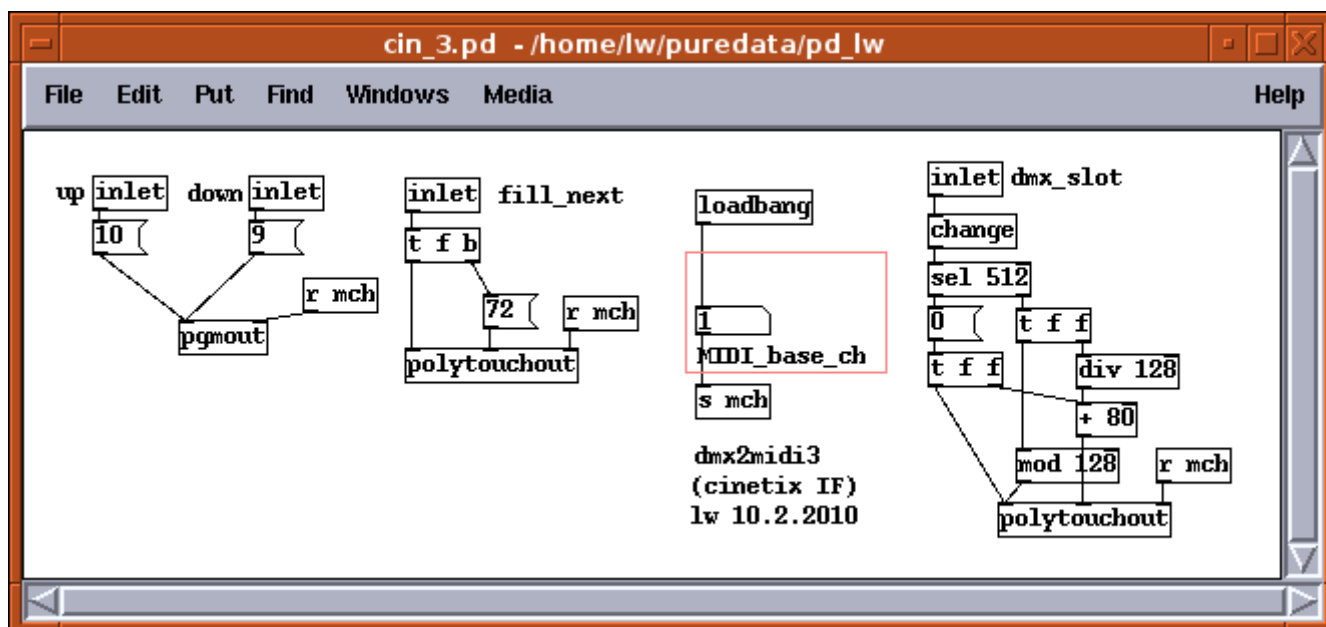 cin_3.pd - /home/lw/puredata/pd_lw
File Edit Put Find Windows Media Help
up inlet down inlet
10 9
r mch
pgmout
inlet fill_next
t f b
72 r mch
polytouchout
loadbang
1
MIDI_base_ch
s mch
dmx2midi3
(cinetix IF)
lw 10.2.2010
inlet dmx_slot
change
sel 512
0 t f f
t f f div 128
+ 80
mod 128 r mch
polytouchout